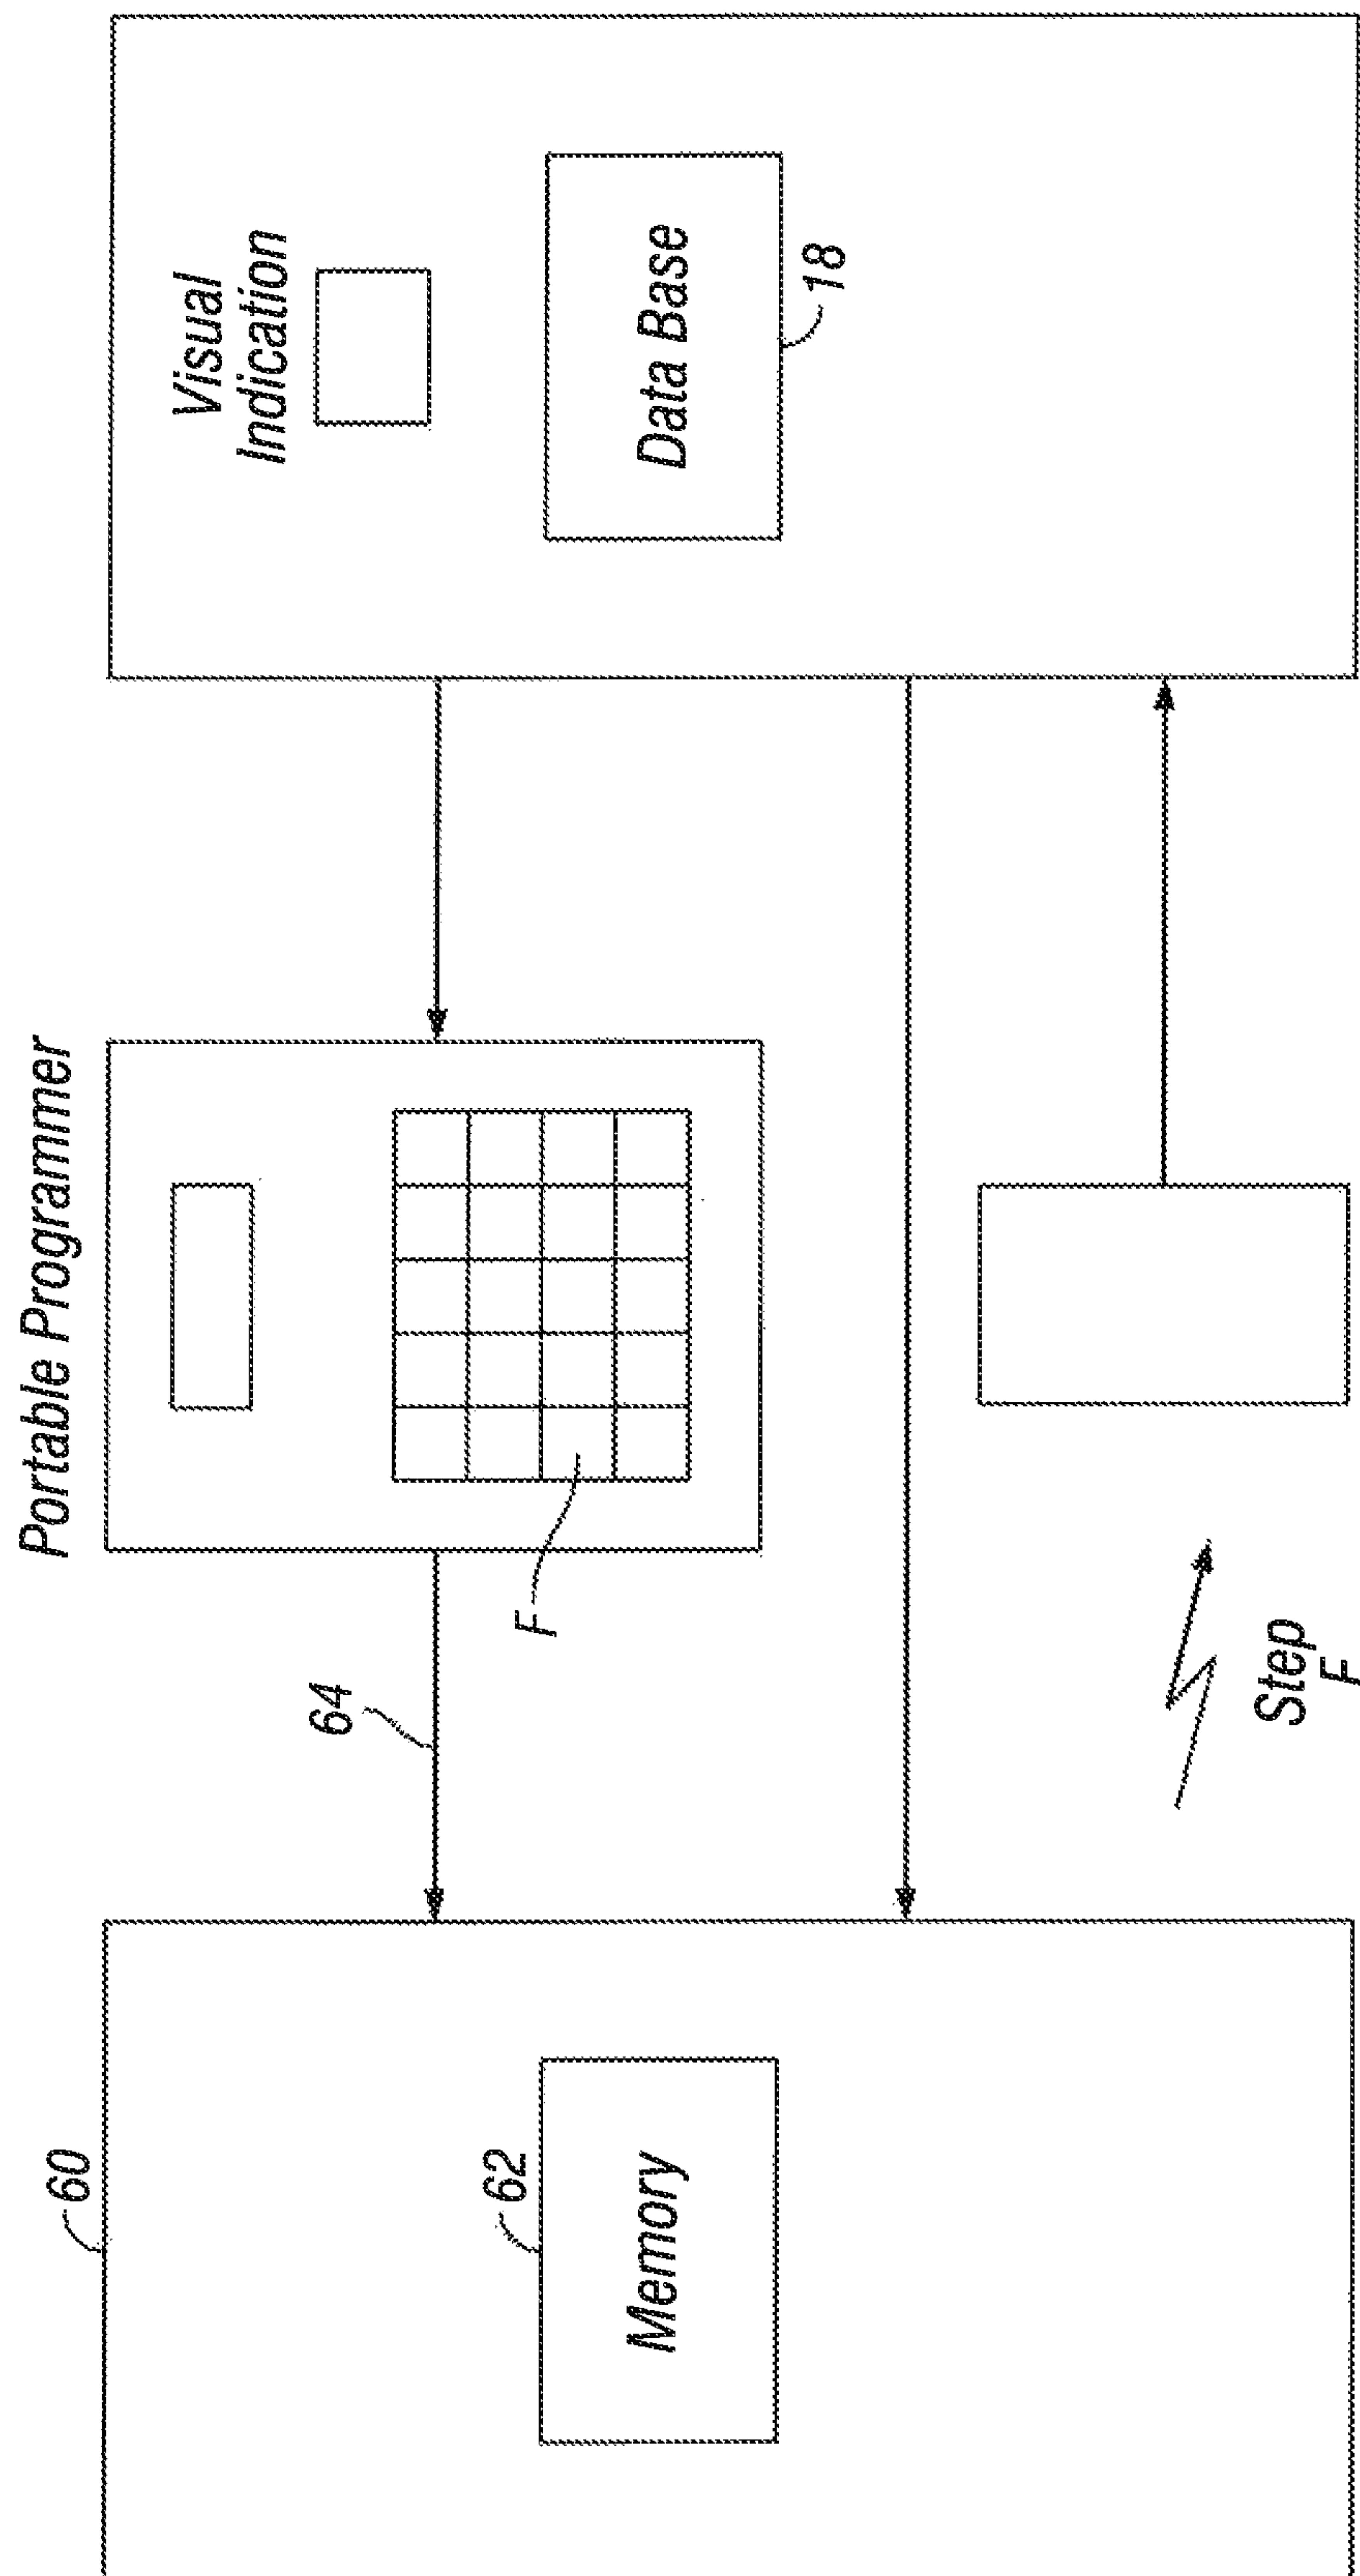 Portable Programmer
60
62
Memory
64
F
Step
F
Visual
Indication
Data Base
18